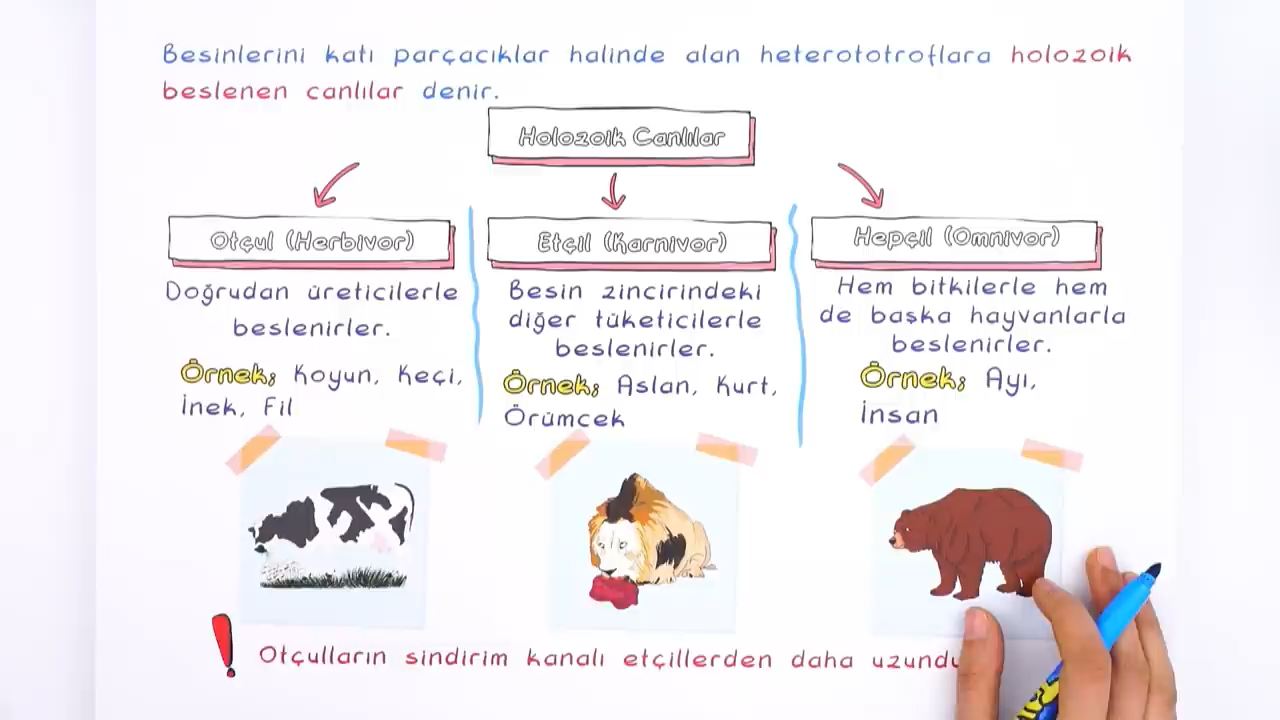 Besinlerini katı parçacıklar halinde alan heterototroflara holozoik
beslenen canlılar denir.
Holozoik Canlılar
Otçul (Herbivor)
Doğrudan üreticilerle
beslenirler.
Örnek; Koyun, Keçi,
İnek, Fil
Etçil (Karnivor)
Besin zincirindeki
diğer tüketicilerle
beslenirler.
Örnek; Aslan, Kurt,
Örümcek
Hepçil (Omnivor)
Hem bitkilerle hem
de başka hayvanlarla
beslenirler.
Örnek; Ayı,
İnsan
! Otçulların sindirim kanalı etçillerden daha